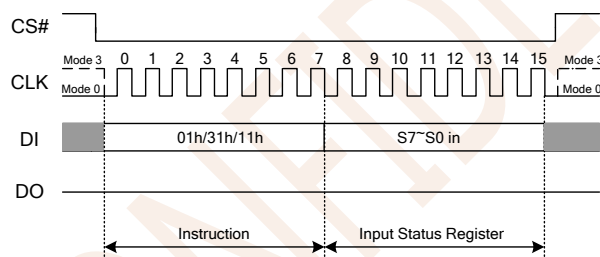 CS#
Mode 3 0 1 2 3 4 5 6 7 8 9 10 11 12 13 14 15 Mode 3
CLK
Mode 0 Mode 0
DI 01h/31h/11h S7~S0 in
DO
Instruction Input Status Register